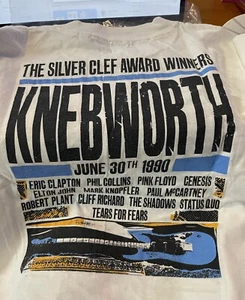 THE SILVER CLEF AWARD WINNERS
KNEBWORTH
JUNE 30TH 1990
ERIC CLAPTON PHIL COLLINS PINK FLOYD GENESIS
ELTON JOHN MARK KNOPFLER PAUL McCARTNEY
ROBERT PLANT CLIFF RICHARD THE SHADOWS STATUS QUO
TEARS FOR FEARS